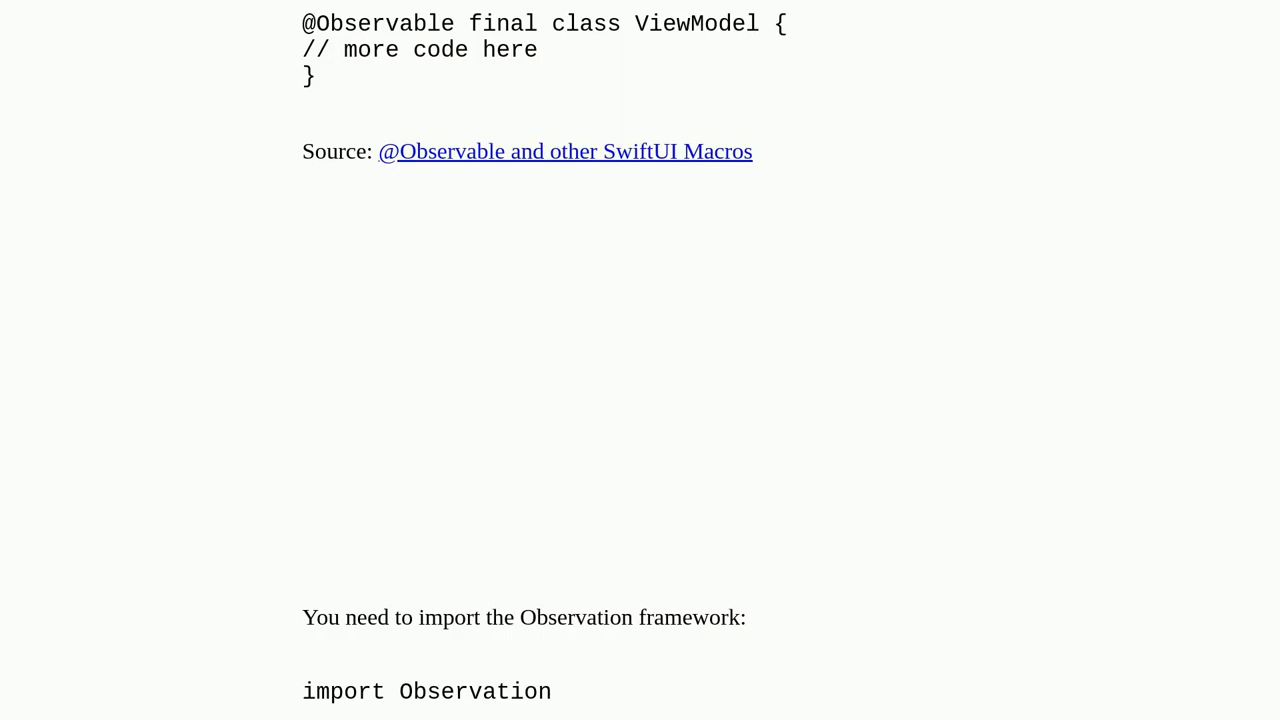 @Observable final class ViewModel {
// more code here
}
Source: @Observable and other SwiftUI Macros
You need to import the Observation framework:
import Observation